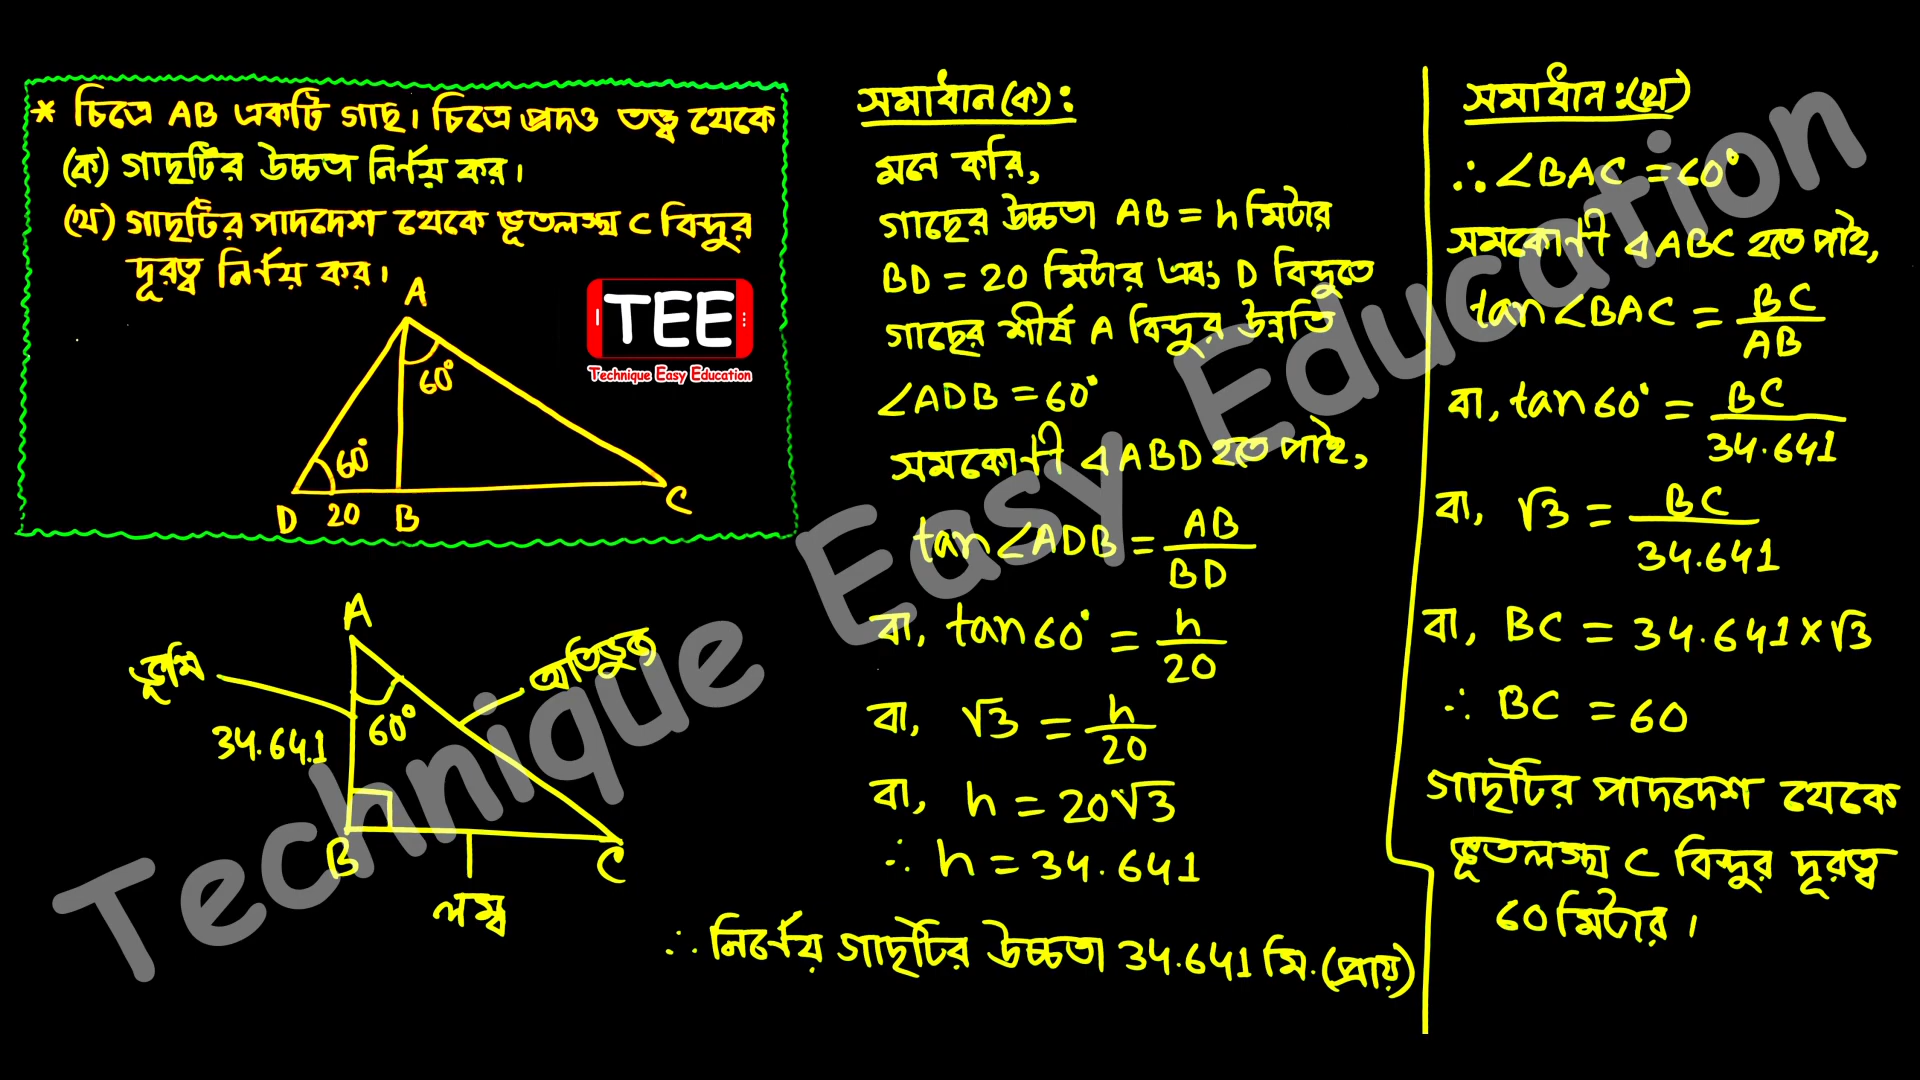 * চিত্রে AB একটি গাছ। চিত্রে প্রদত্ত তত্ত্ব থেকে
(ক) গাছটির উচ্চতা নির্ণয় কর।
(খ) গাছটির পাদদেশ থেকে ভূতলস্থ C বিন্দুর
দূরত্ব নির্ণয় কর।
A
60°
60°
D 20 B C
TEE
Technique Easy Education
A
ভূমি
অতিভুজ
34.641
60°
B
C
লম্ব
সমাধান (ক):
মনে করি,
গাছের উচ্চতা AB = h মিটার
BD = 20 মিটার এবং D বিন্দুতে
গাছের শীর্ষ A বিন্দুর উন্নতি
∠ADB = 60°
সমকোণী ⊿ ABD হতে পাই,
tan∠ADB = AB/BD
বা, tan60° = h/20
বা, √3 = h/20
বা, h = 20√3
∴ h = 34.641
∴ নির্ণেয় গাছটির উচ্চতা 34.641 মি. (প্রায়)
সমাধান:(খ)
∴ ∠BAC = 60°
সমকোণী ⊿ ABC হতে পাই,
tan∠BAC = BC/AB
বা, tan60° = BC/34.641
বা, √3 = BC/34.641
বা, BC = 34.641×√3
∴ BC = 60
গাছটির পাদদেশ থেকে
ভূতলস্থ C বিন্দুর দূরত্ব
60 মিটার।
Technique Easy Education